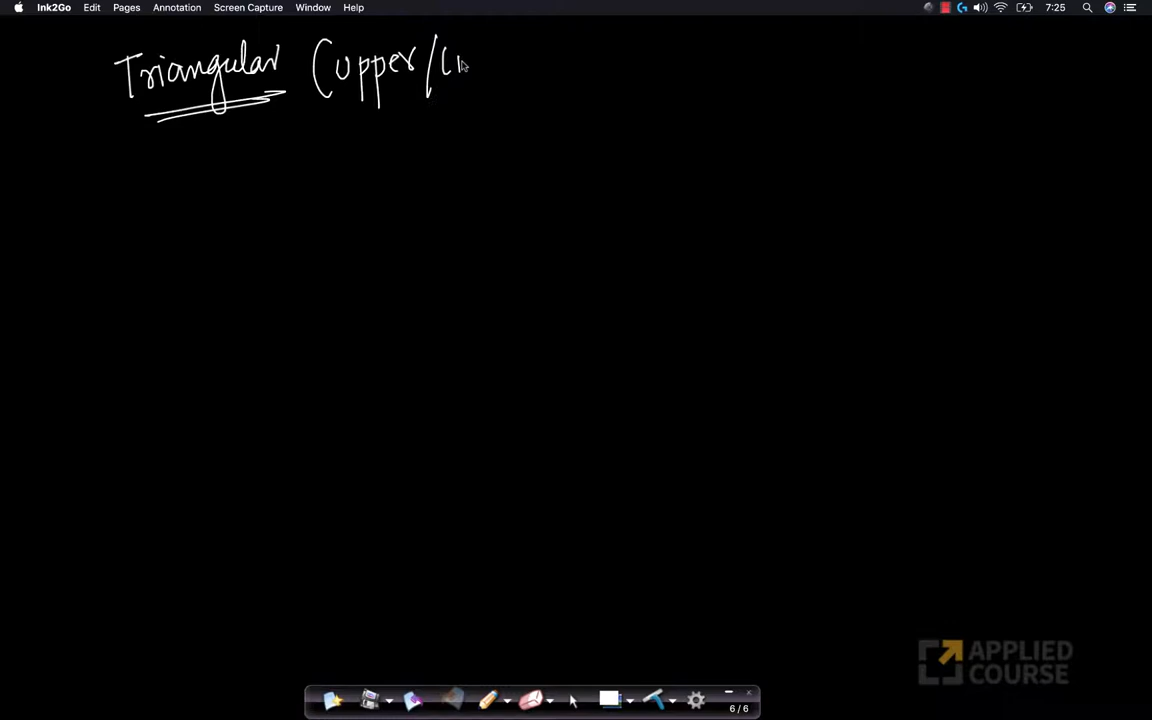 Ink2Go Edit Pages Annotation Screen Capture Window Help 7:25
Triangular (upper/
6/6
APPLIED
COURSE